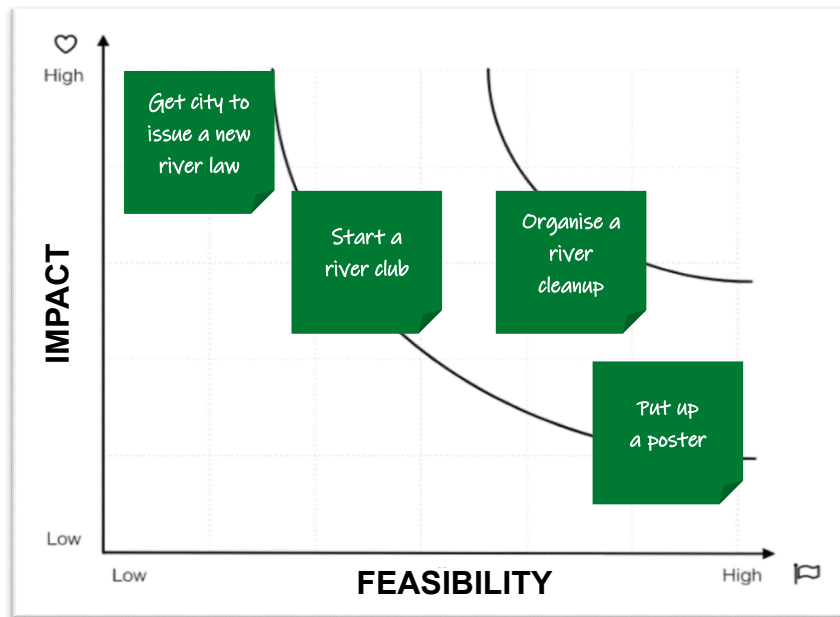 High
Get city to
issue a new
river law
Start a
river club
Organise a
river
cleanup
IMPACT
Put up
a poster
Low
Low
FEASIBILITY
High